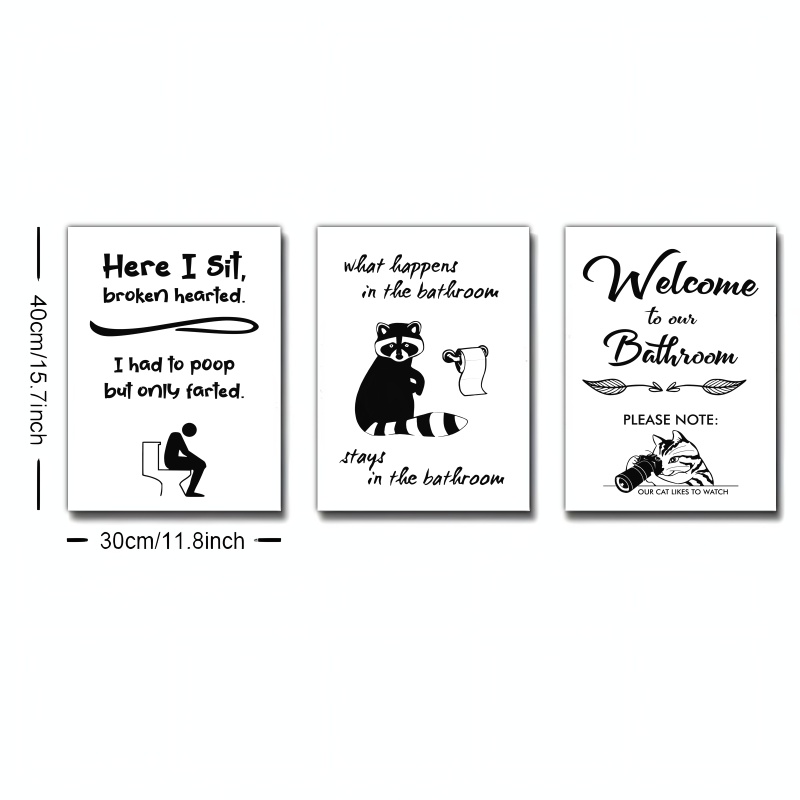 40cm/15.7inch
Here I Sit,
broken hearted.
I had to poop
but only farted.
30cm/11.8inch
what happens
in the bathroom
stays
in the bathroom
Welcome
to our
Bathroom
PLEASE NOTE:
OUR CAT LIKES TO WATCH